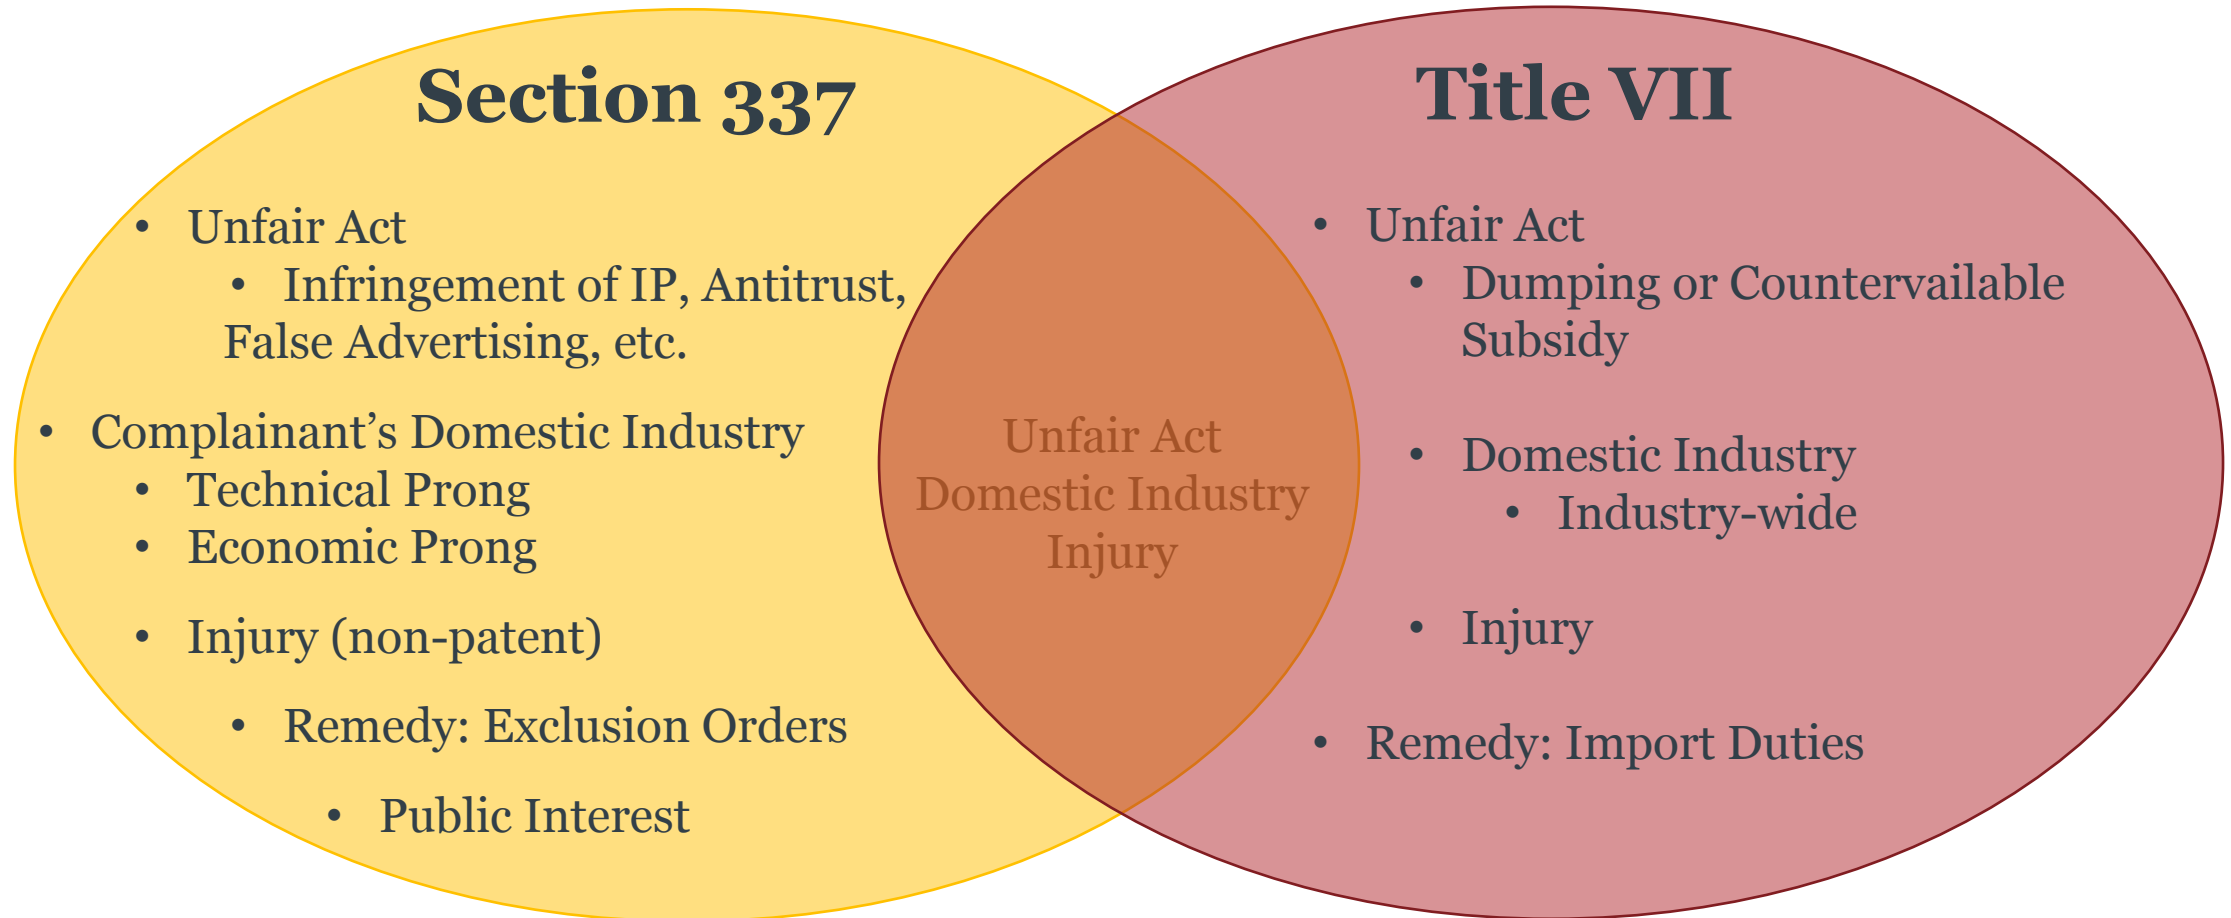 Section 337
• Unfair Act
• Infringement of IP, Antitrust,
False Advertising, etc.
• Complainant’s Domestic Industry
• Technical Prong
• Economic Prong
• Injury (non-patent)
• Remedy: Exclusion Orders
• Public Interest
Unfair Act
Domestic Industry
Injury
Title VII
• Unfair Act
• Dumping or Countervailable
Subsidy
• Domestic Industry
• Industry-wide
• Injury
• Remedy: Import Duties